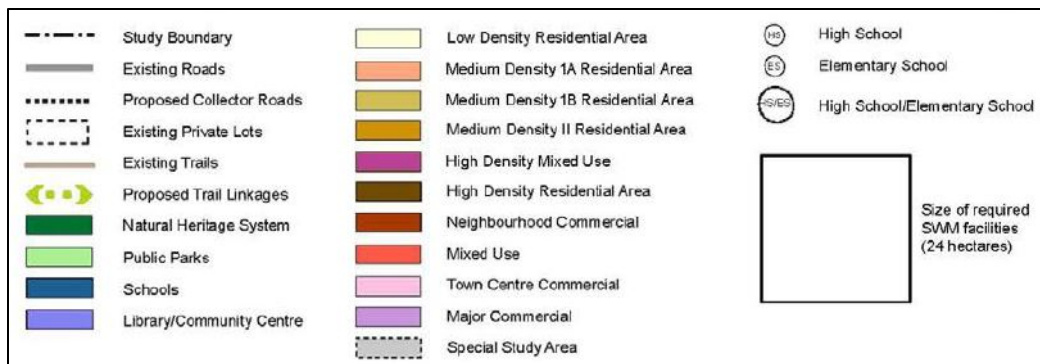 Study Boundary
Existing Roads
Proposed Collector Roads
Existing Private Lots
Existing Trails
Proposed Trail Linkages
Natural Heritage System
Public Parks
Schools
Library/Community Centre
Low Density Residential Area
Medium Density 1A Residential Area
Medium Density 1B Residential Area
Medium Density II Residential Area
High Density Mixed Use
High Density Residential Area
Neighbourhood Commercial
Mixed Use
Town Centre Commercial
Major Commercial
Special Study Area
HS High School
ES Elementary School
HS/ES High School/Elementary School
Size of required
SWM facilities
(24 hectares)